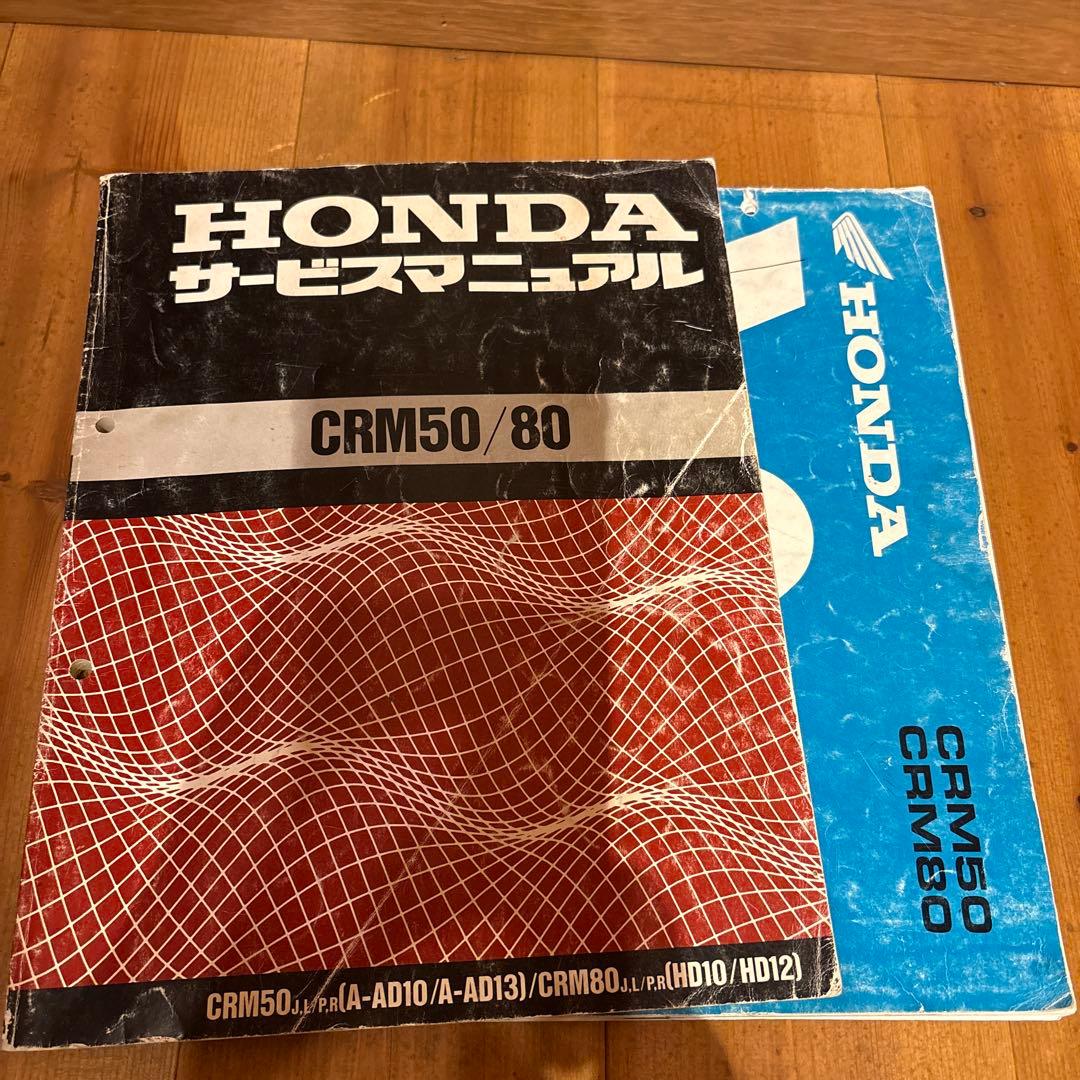 HONDA
サービスマニュアル
CRM50/80
CRM50J,L/P,R(A-AD10/A-AD13)/CRM80J,L/P,R(HD10/HD12)
HONDA
CRM50
CRM80